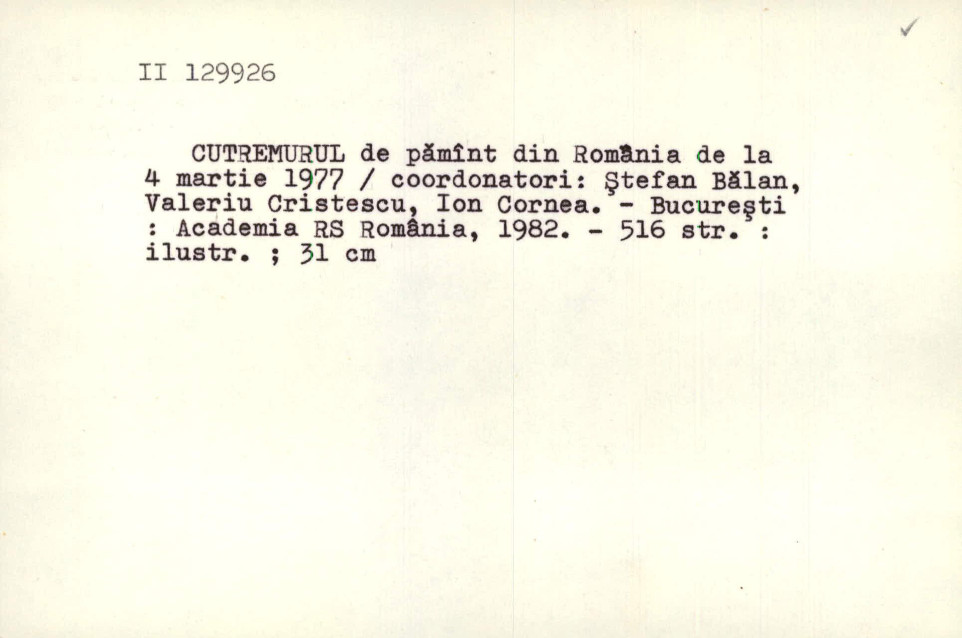 II 129926
CUTREMURUL de pămînt din România de la
4 martie 1977 / coordonatori: Ştefan Bălan,
Valeriu Cristescu, Ion Cornea. - Bucureşti
: Academia RS România, 1982. - 516 str. :
ilustr. ; 31 cm